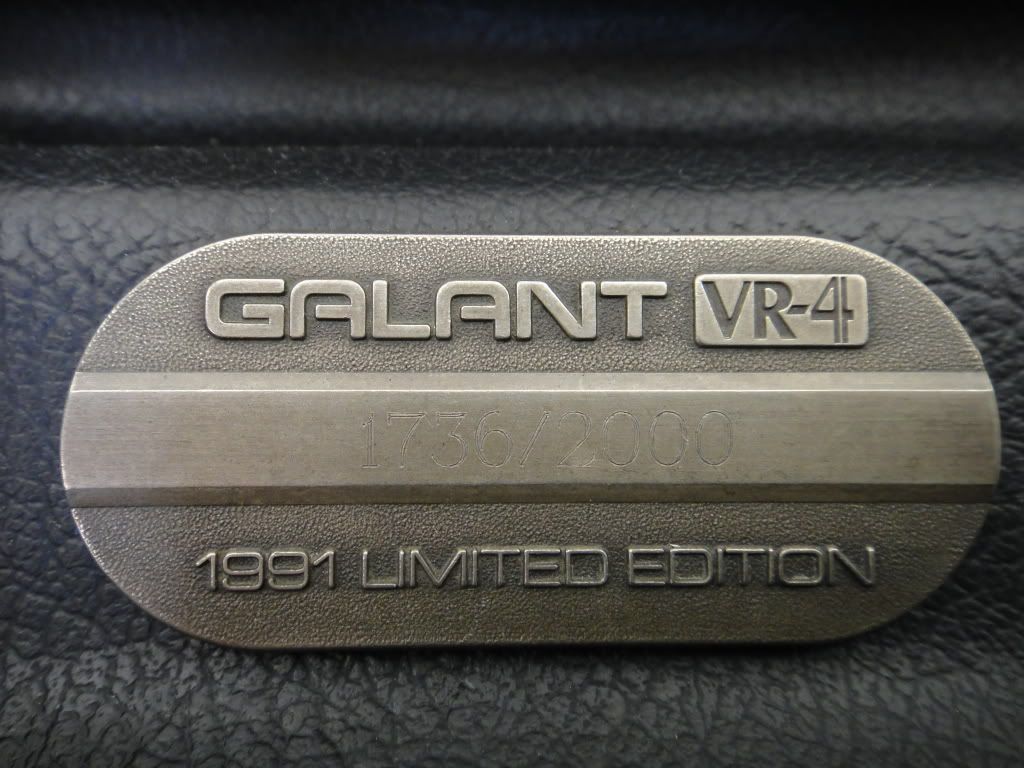 GALANT VR-4
1736/2000
1991 LIMITED EDITION